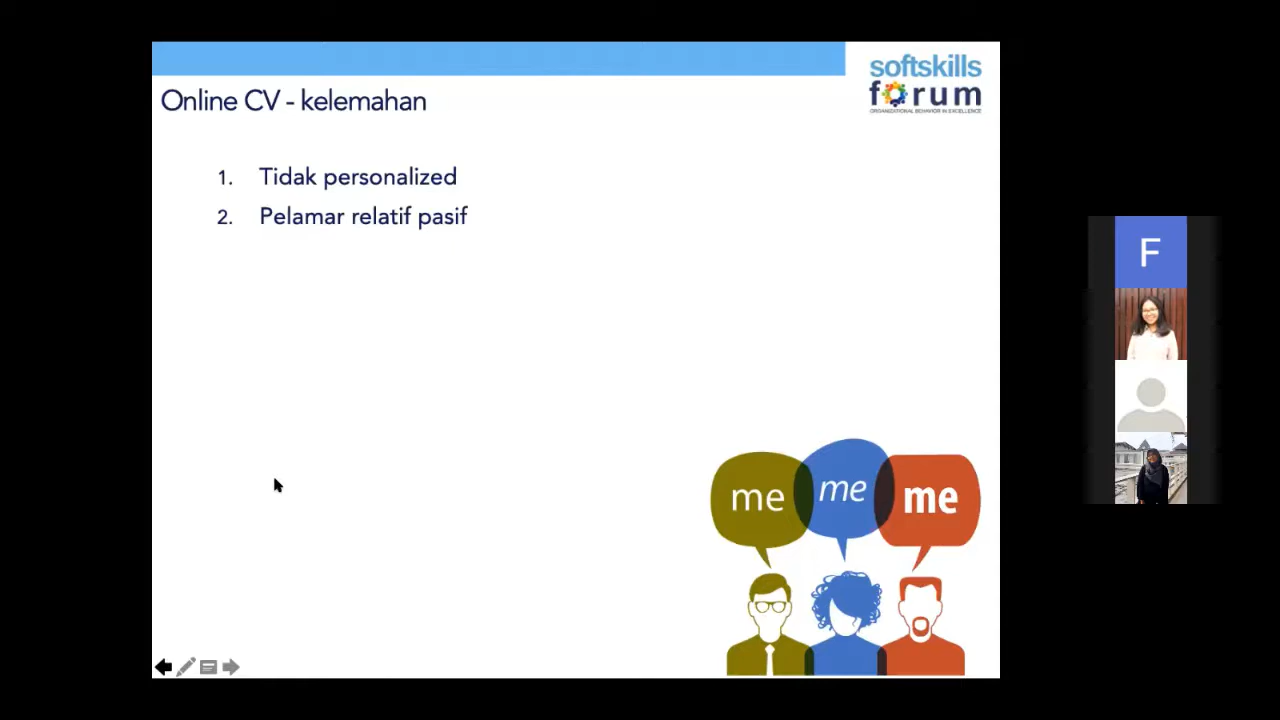 softskills
forum
ORGANIZATIONAL BEHAVIOR IN EXCELLENCE
Online CV - kelemahan
1. Tidak personalized
2. Pelamar relatif pasif
F
me me me